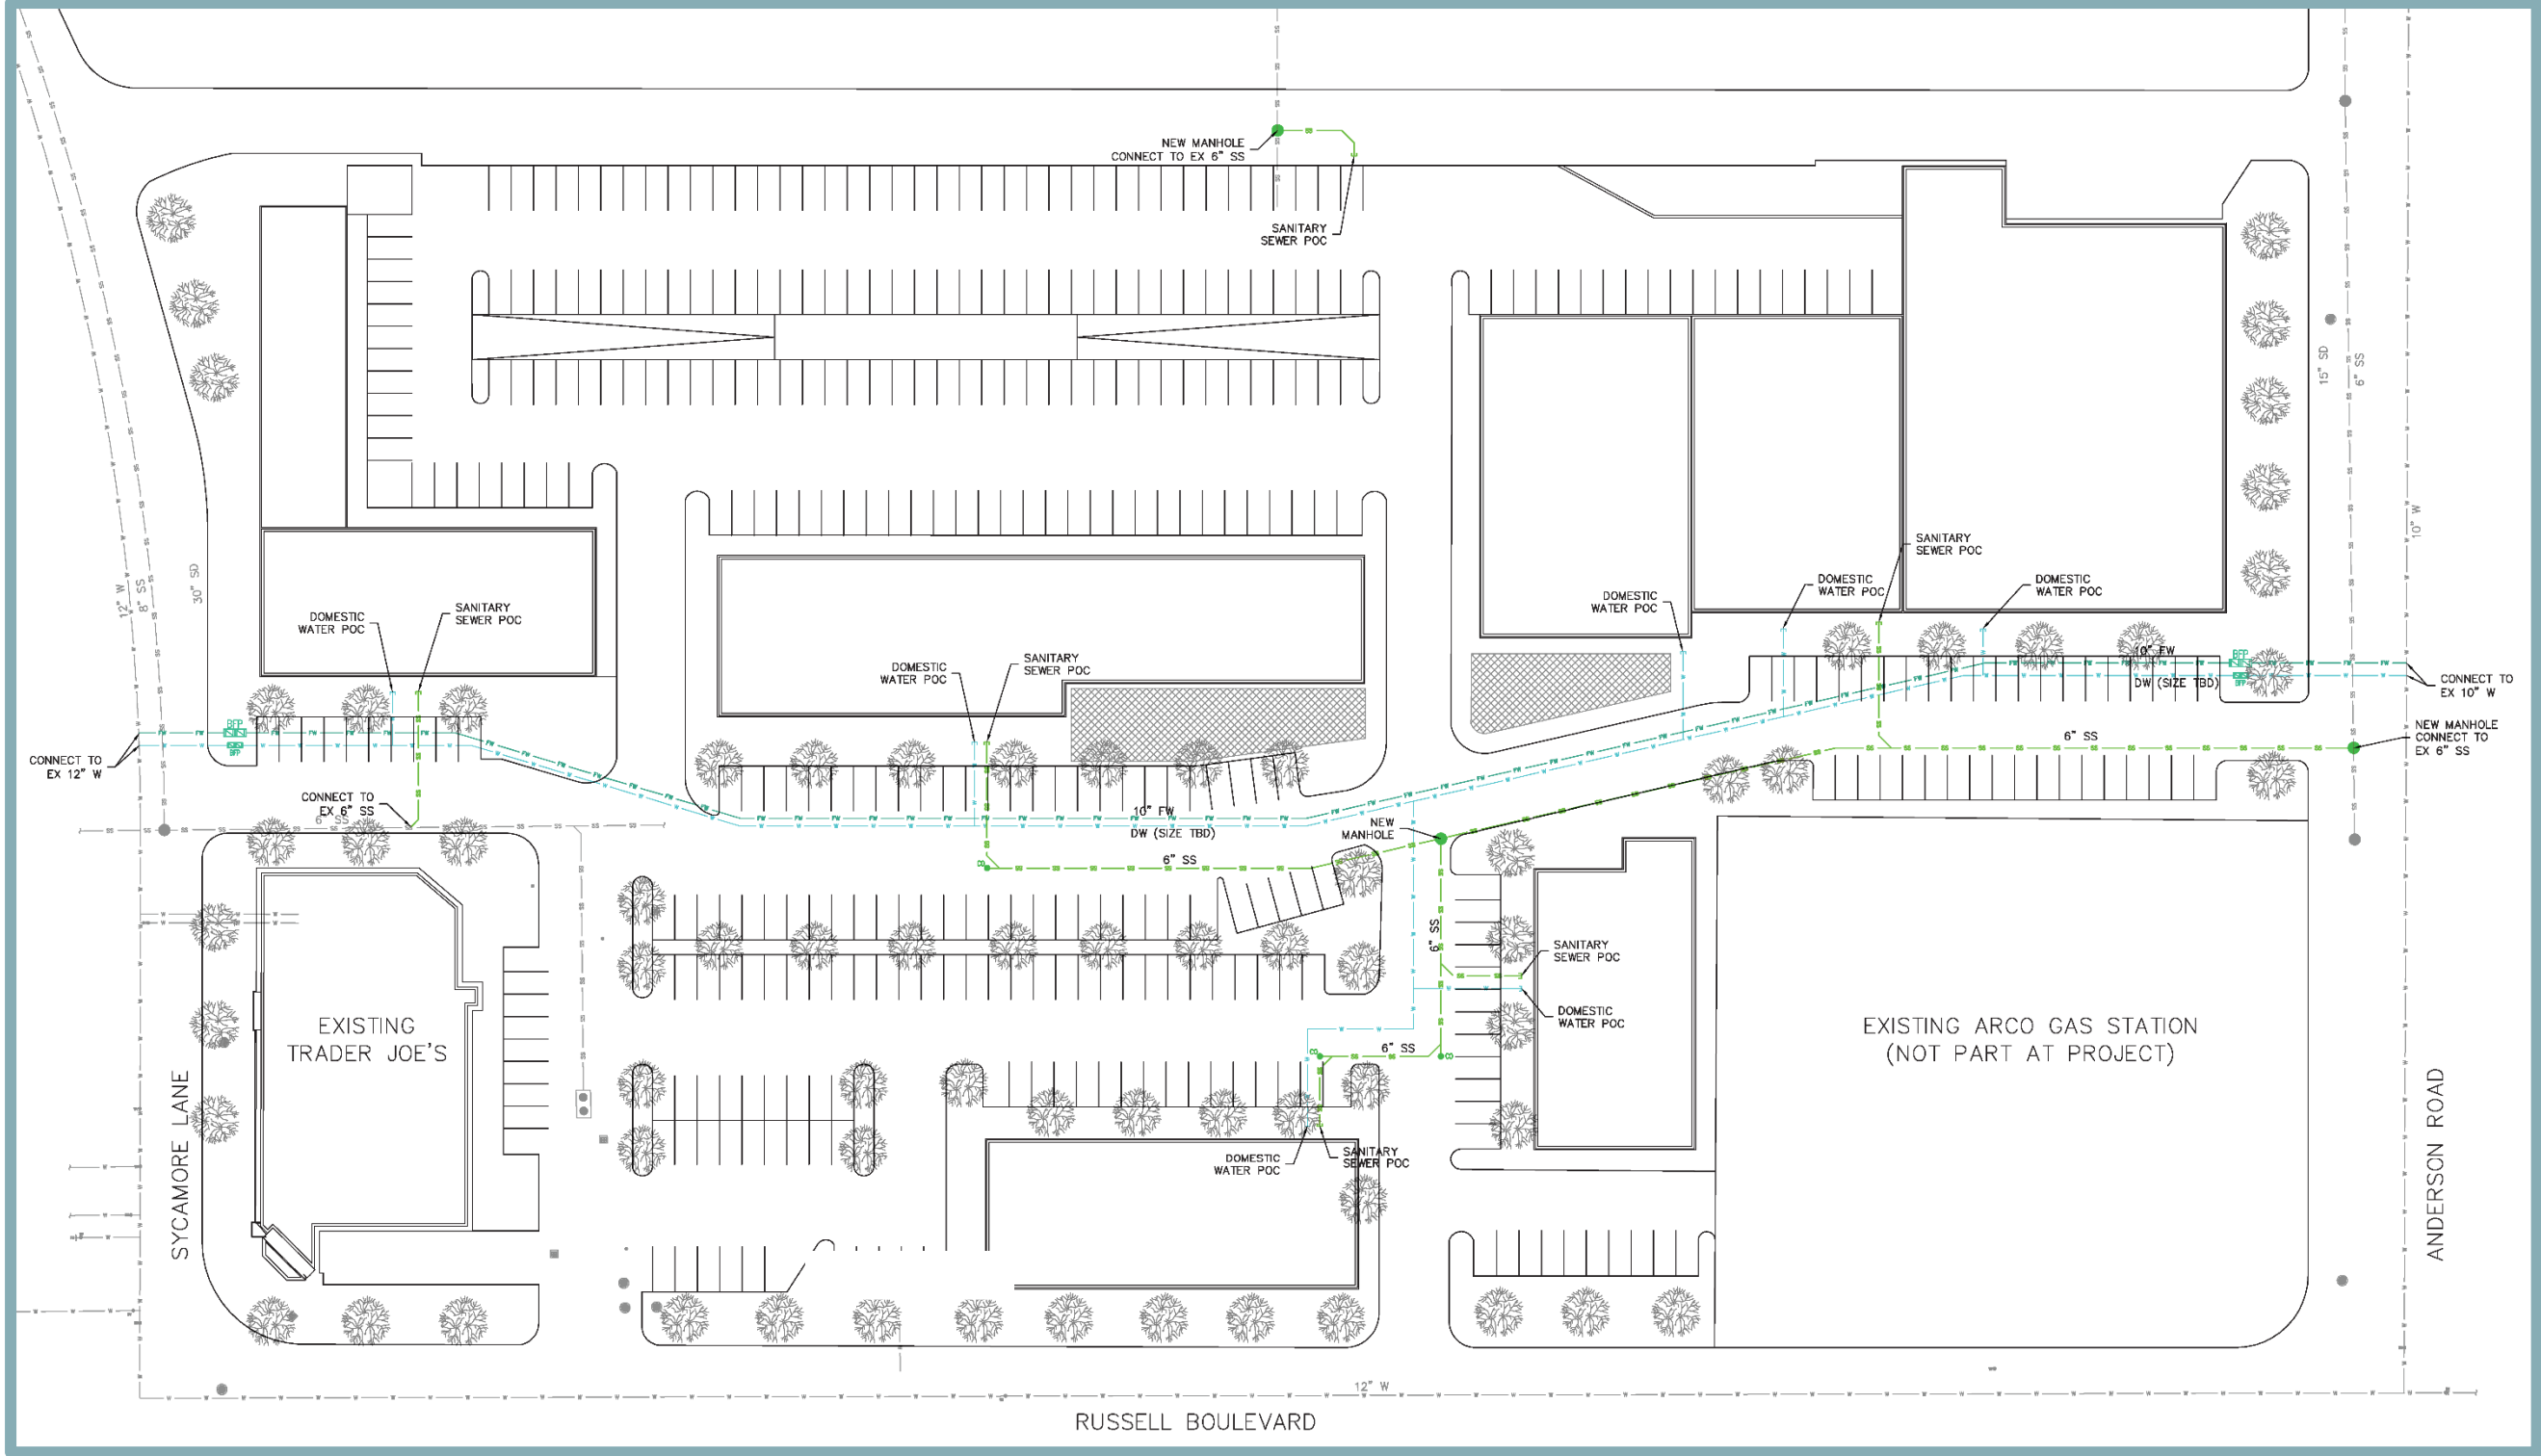 NEW MANHOLE
CONNECT TO EX 6" SS
SANITARY
SEWER POC
15" SD
6" SS
10" W
12" W
8" SS
30" SD
DOMESTIC
WATER POC
SANITARY
SEWER POC
DOMESTIC
WATER POC
SANITARY
SEWER POC
DOMESTIC
WATER POC
DOMESTIC
WATER POC
SANITARY
SEWER POC
DOMESTIC
WATER POC
10" FW
DW (SIZE TBD)
BFP
BFP
CONNECT TO
EX 10" W
NEW MANHOLE
CONNECT TO
EX 6" SS
6" SS
BFP
BFP
CONNECT TO
EX 12" W
CONNECT TO
EX 6" SS
6" SS
10" FW
DW (SIZE TBD)
6" SS
NEW
MANHOLE
6" SS
SANITARY
SEWER POC
DOMESTIC
WATER POC
6" SS
DOMESTIC
WATER POC
SANITARY
SEWER POC
EXISTING
TRADER JOE'S
EXISTING ARCO GAS STATION
(NOT PART AT PROJECT)
SYCAMORE LANE
ANDERSON ROAD
12" W
RUSSELL BOULEVARD